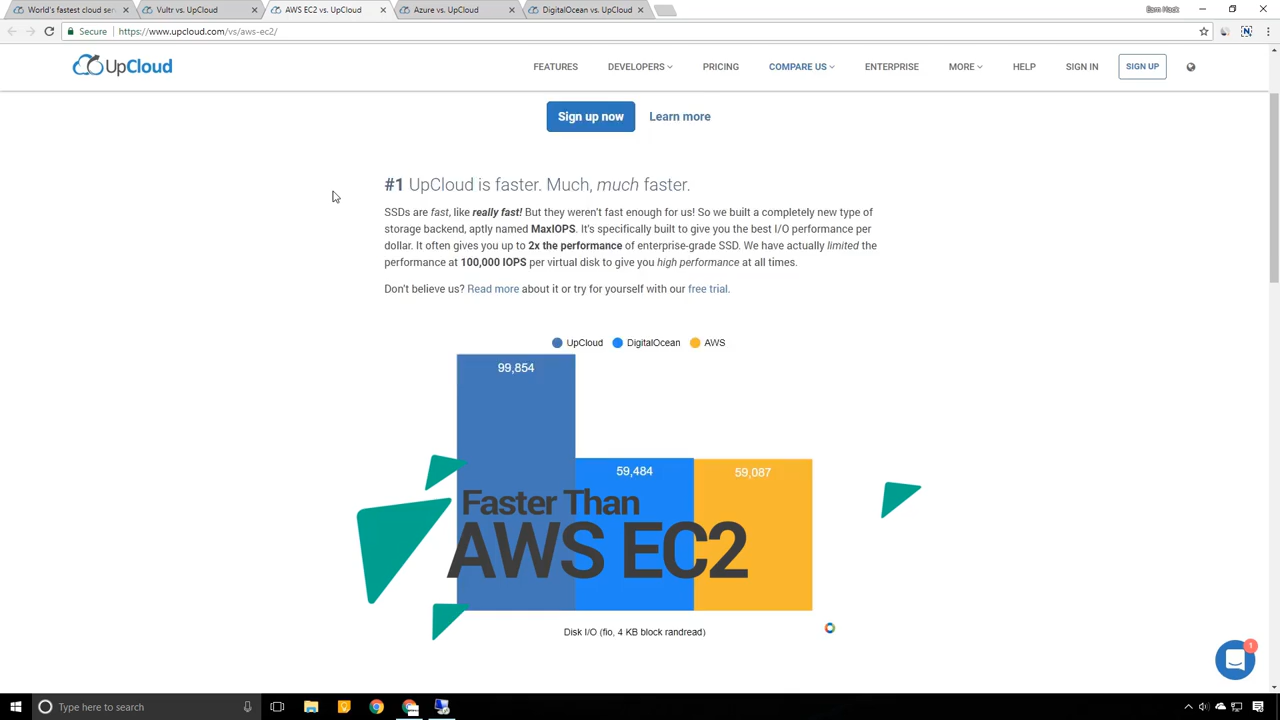 World's fastest cloud ser
Vultr vs. UpCloud
AWS EC2 vs. UpCloud
Azure vs. UpCloud
DigitalOcean vs. UpCloud
Secure
https://www.upcloud.com/vs/aws-ec2/
UpCloud
FEATURES
DEVELOPERS
PRICING
COMPARE US
ENTERPRISE
MORE
HELP
SIGN IN
SIGN UP
Sign up now
Learn more
#1 UpCloud is faster. Much, much faster.
SSDs are fast, like really fast! But they weren't fast enough for us! So we built a completely new type of
storage backend, aptly named MaxIOPS. It's specifically built to give you the best I/O performance per
dollar. It often gives you up to 2x the performance of enterprise-grade SSD. We have actually limited the
performance at 100,000 IOPS per virtual disk to give you high performance at all times.
Don't believe us? Read more about it or try for yourself with our free trial.
UpCloud
DigitalOcean
AWS
99,854
59,484
59,087
Faster Than
AWS EC2
Disk I/O (fio, 4 KB block randread)
1
Type here to search